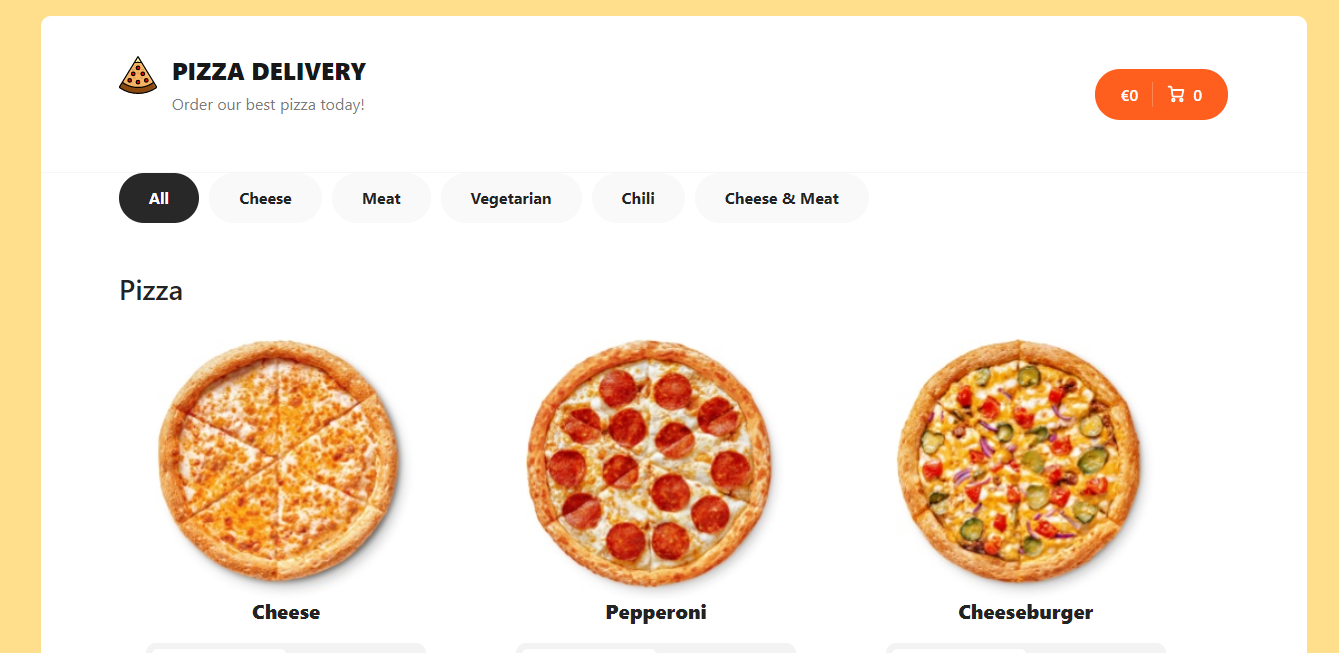 PIZZA DELIVERY
Order our best pizza today!
€0 0
All Cheese Meat Vegetarian Chili Cheese & Meat
Pizza
Cheese Pepperoni Cheeseburger